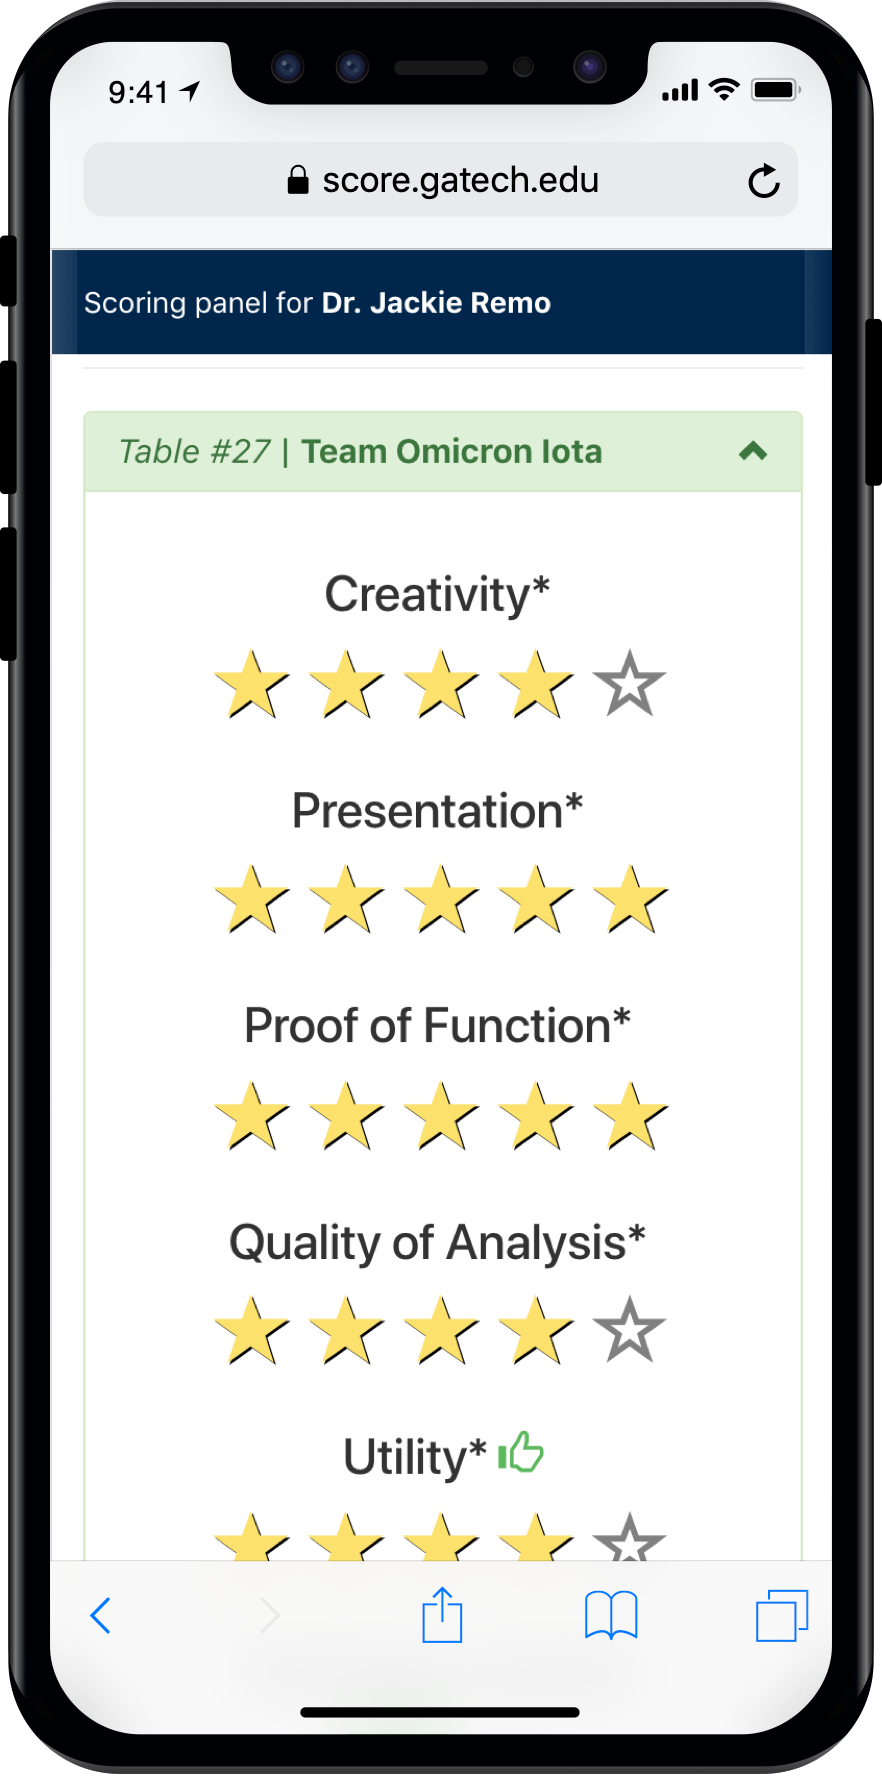 9:41
score.gatech.edu
Scoring panel for Dr. Jackie Remo
Table #27 | Team Omicron Iota
Creativity*
Presentation*
Proof of Function*
Quality of Analysis*
Utility*